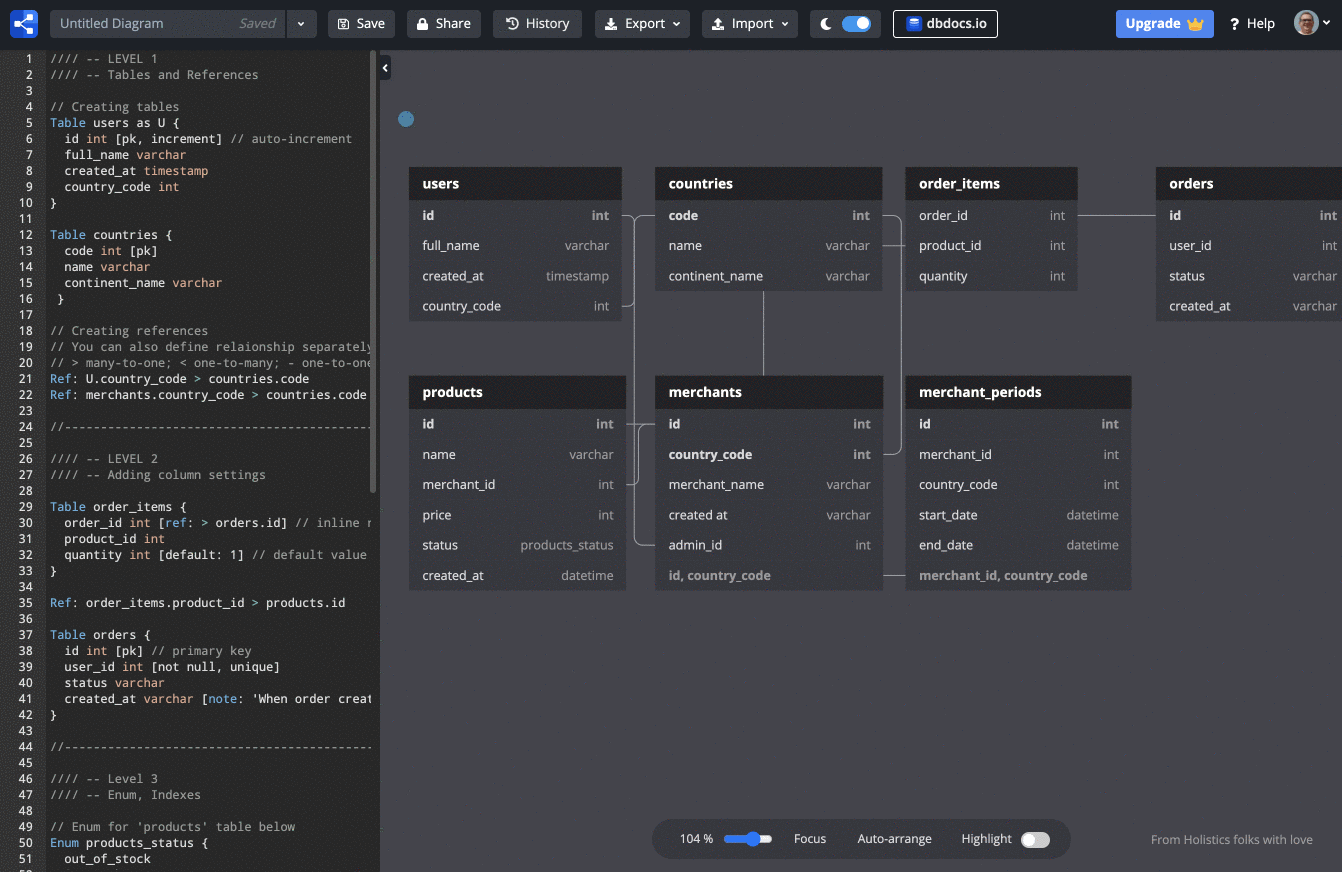 Untitled Diagram Saved Save Share History Export Import dbdocs.io Upgrade ? Help
1 //// -- LEVEL 1
2 //// -- Tables and References
3
4 // Creating tables
5 Table users as U {
6 id int [pk, increment] // auto-increment
7 full_name varchar
8 created_at timestamp
9 country_code int
10 }
11
12 Table countries {
13 code int [pk]
14 name varchar
15 continent_name varchar
16 }
17
18 // Creating references
19 // You can also define relaionship separately
20 // > many-to-one; < one-to-many; - one-to-one
21 Ref: U.country_code > countries.code
22 Ref: merchants.country_code > countries.code
23
24 //-------------------------------------------
25
26 //// -- LEVEL 2
27 //// -- Adding column settings
28
29 Table order_items {
30 order_id int [ref: > orders.id] // inline r
31 product_id int
32 quantity int [default: 1] // default value
33 }
34
35 Ref: order_items.product_id > products.id
36
37 Table orders {
38 id int [pk] // primary key
39 user_id int [not null, unique]
40 status varchar
41 created_at varchar [note: 'When order creat
42 }
43
44 //-------------------------------------------
45
46 //// -- Level 3
47 //// -- Enum, Indexes
48
49 // Enum for 'products' table below
50 Enum products_status {
51 out_of_stock
users
id int
full_name varchar
created_at timestamp
country_code int
countries
code int
name varchar
continent_name varchar
order_items
order_id int
product_id int
quantity int
orders
id int
user_id int
status varchar
created_at varchar
products
id int
name varchar
merchant_id int
price int
status products_status
created_at datetime
merchants
id int
country_code int
merchant_name varchar
created at varchar
admin_id int
id, country_code
merchant_periods
id int
merchant_id int
country_code int
start_date datetime
end_date datetime
merchant_id, country_code
104 % Focus Auto-arrange Highlight
From Holistics folks with love